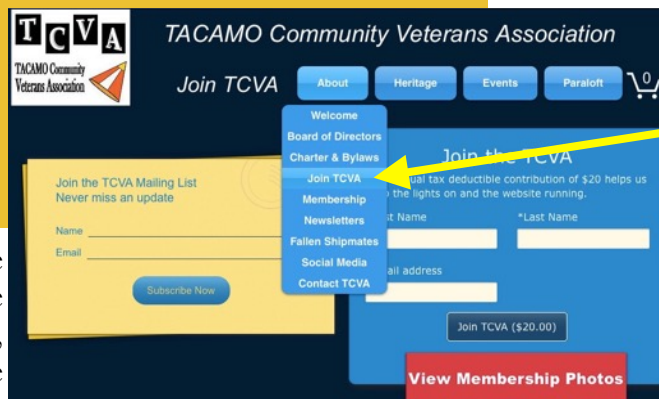 TCVA
TACAMO Community
Veterans Association
TACAMO Community Veterans Association
Join TCVA
About
Heritage
Events
Paraloft
0
Welcome
Board of Directors
Charter & Bylaws
Join TCVA
Membership
Newsletters
Fallen Shipmates
Social Media
Contact TCVA
Join the TCVA Mailing List
Never miss an update
Name
Email
Subscribe Now
Join the TCVA
ual tax deductible contribution of $20 helps us
the lights on and the website running.
st Name
*Last Name
ail address
Join TCVA ($20.00)
View Membership Photos
e
e
,
e